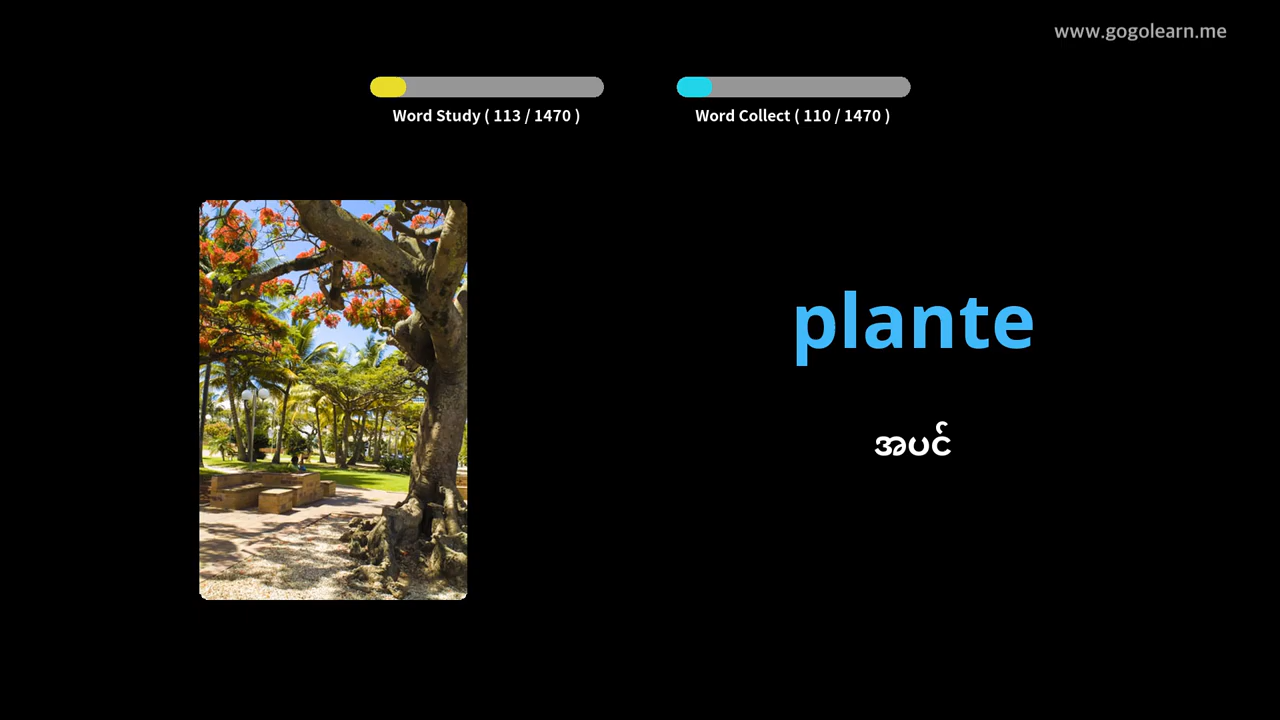 www.gogolearn.me
Word Study ( 113 / 1470 )
Word Collect ( 110 / 1470 )
plante
အပင်